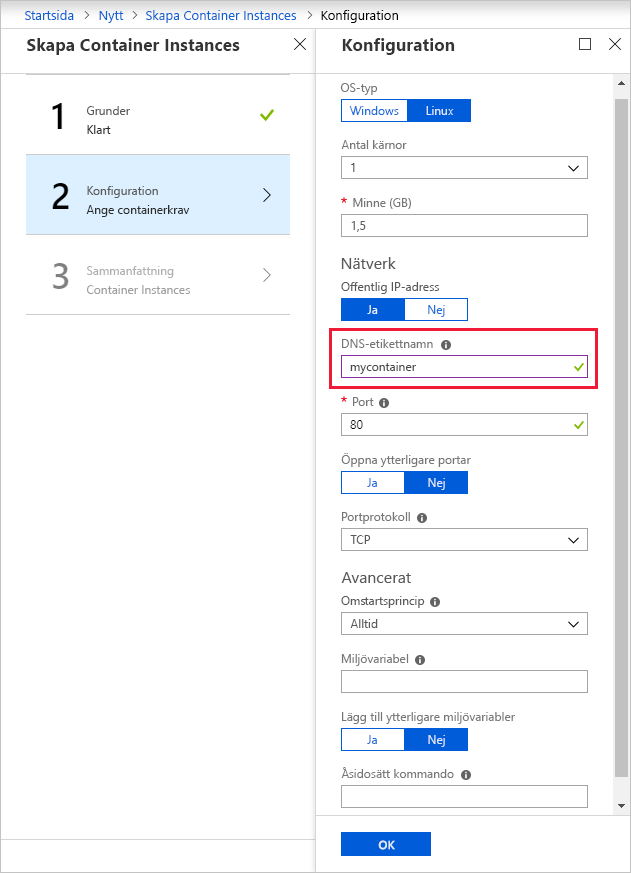 Startsida > Nytt > Skapa Container Instances > Konfiguration
Skapa Container Instances
1
Grunder
Klart
2
Konfiguration
Ange containerkrav
3
Sammanfattning
Container Instances
Konfiguration
OS-typ
Windows Linux
Antal kärnor
1
* Minne (GB)
1,5
Nätverk
Offentlig IP-adress
Ja Nej
DNS-etikettnamn
mycontainer
* Port
80
Öppna ytterligare portar
Ja Nej
Portprotokoll
TCP
Avancerat
Omstartsprincip
Alltid
Miljövariabel
Lägg till ytterligare miljövariabler
Ja Nej
Åsidosätt kommando
OK